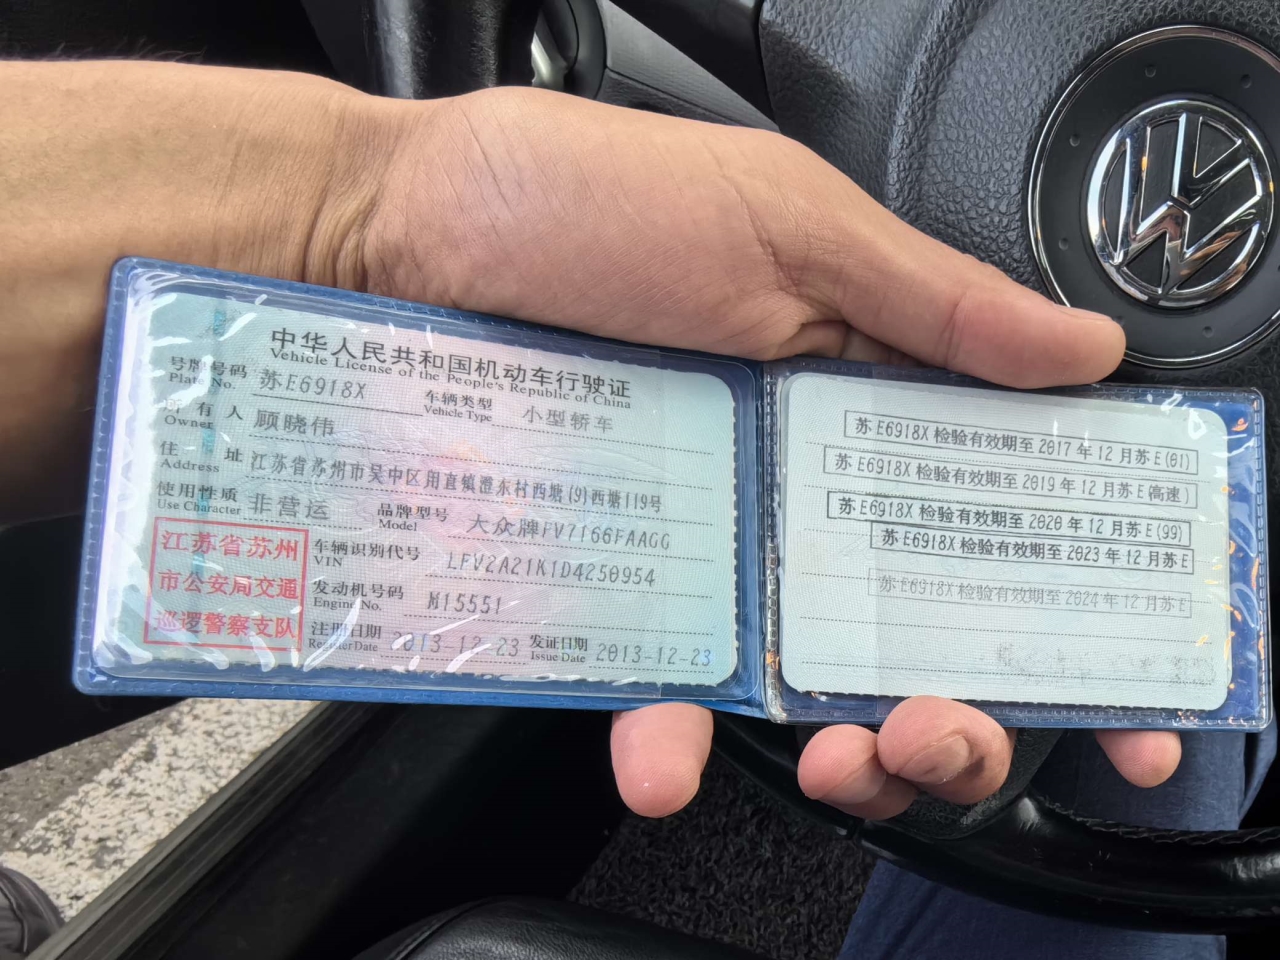 中华人民共和国机动车行驶证
Vehicle License of the People's Republic of China
号牌号码 苏E6918X 车辆类型 小型轿车
Plate No. Vehicle Type
所有人 顾晓伟
Owner
住址 江苏省苏州市吴中区甪直镇澄东村西塘(9)西塘119号
Address
使用性质 非营运 品牌型号 大众牌FV7166FAAGG
Use Character Model
江苏省苏州
市公安局交通
巡逻警察支队
车辆识别代号 LFV2A21K1D4250954
VIN
发动机号码 M15551
Engine No.
注册日期 2013-12-23 发证日期 2013-12-23
Register Date Issue Date
苏E6918X 检验有效期至 2017 年 12 月苏E(01)
苏E6918X 检验有效期至 2019 年 12 月苏E(高速)
苏E6918X 检验有效期至 2020 年 12 月苏E(99)
苏E6918X 检验有效期至 2023 年 12 月苏E
苏E6918X 检验有效期至 2024 年 12 月苏E